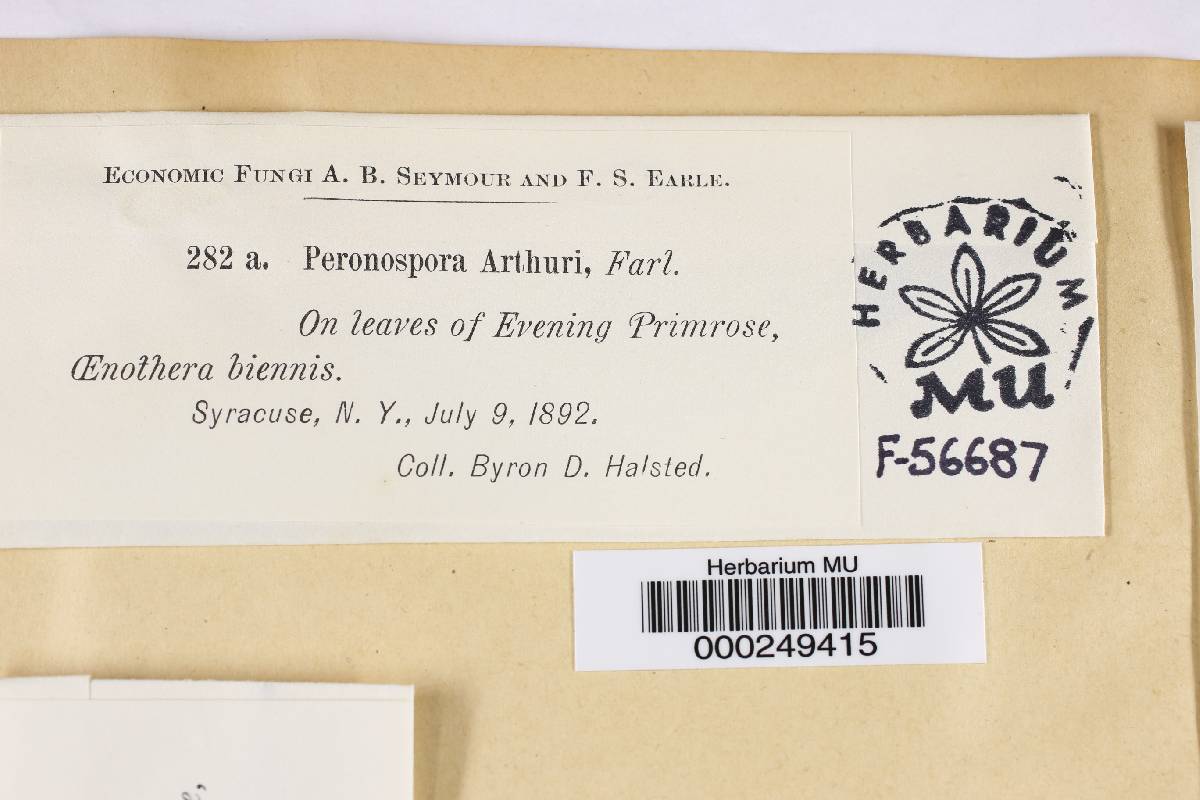 ECONOMIC FUNGI A. B. SEYMOUR AND F. S. EARLE.
282 a. Peronospora Arthuri, Farl.
On leaves of Evening Primrose,
Œnothera biennis.
Syracuse, N. Y., July 9, 1892.
Coll. Byron D. Halsted.
HERBARIUM
MU
F-56687
Herbarium MU
000249415